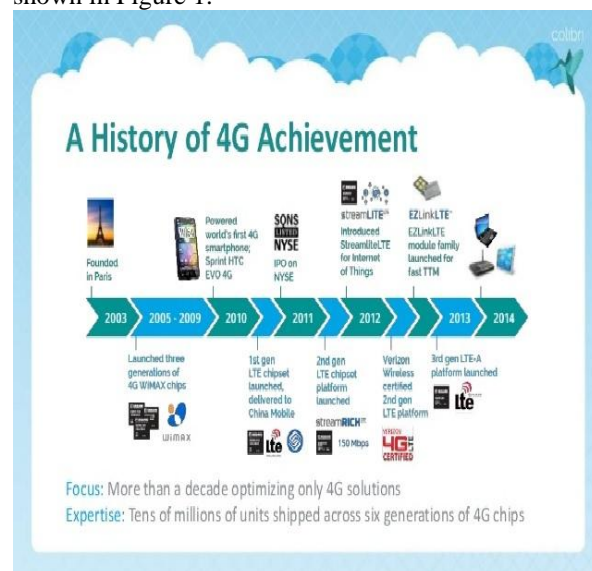 shown in Figure 1.
colibri
A History of 4G Achievement
Founded
in Paris
Powered
world's first 4G
smartphone;
Sprint HTC
EVO 4G
SONS
LISTED
NYSE
IPO on
NYSE
streamLITE
Introduced
StreamliteLTE
for Internet
of Things
EZLinkLTE™
EZLinkLTE
module family
launched for
fast TTM
2003
2005 - 2009
2010
2011
2012
2013
2014
Launched three
generations of
4G WiMAX chips
WiMAX
1st gen
LTE chipset
launched,
delivered to
China Mobile
lte
2nd gen
LTE chipset
platform
launched
streamRICH
150 Mbps
Verizon
Wireless
certified
2nd gen
LTE platform
4G LTE
CERTIFIED
3rd gen LTE-A
platform launched
lte
Focus: More than a decade optimizing only 4G solutions
Expertise: Tens of millions of units shipped across six generations of 4G chips